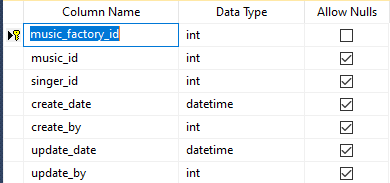 Column Name Data Type Allow Nulls
music_factory_id int
music_id int
singer_id int
create_date datetime
create_by int
update_date datetime
update_by int